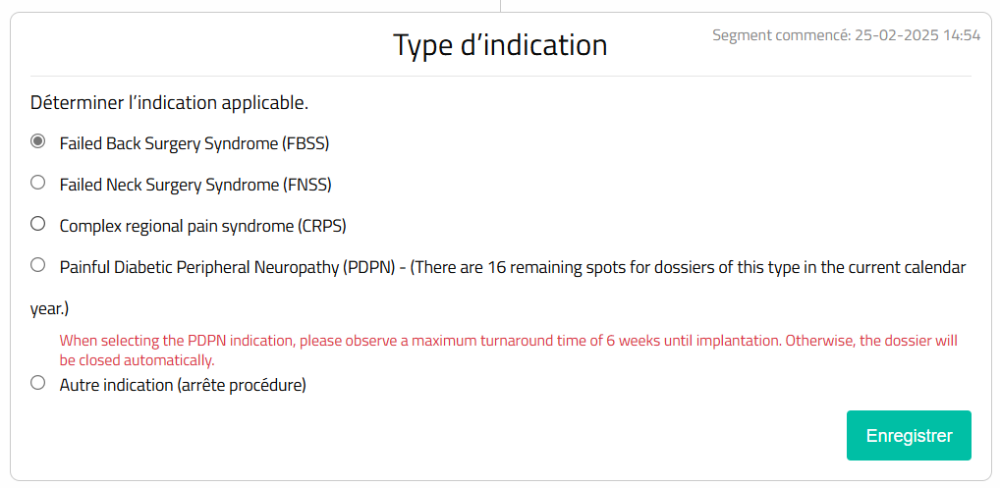 Type d’indication
Segment commencé: 25-02-2025 14:54
Déterminer l’indication applicable.
Failed Back Surgery Syndrome (FBSS)
Failed Neck Surgery Syndrome (FNSS)
Complex regional pain syndrome (CRPS)
Painful Diabetic Peripheral Neuropathy (PDPN) - (There are 16 remaining spots for dossiers of this type in the current calendar
year.)
When selecting the PDPN indication, please observe a maximum turnaround time of 6 weeks until implantation. Otherwise, the dossier will
be closed automatically.
Autre indication (arrête procédure)
Enregistrer